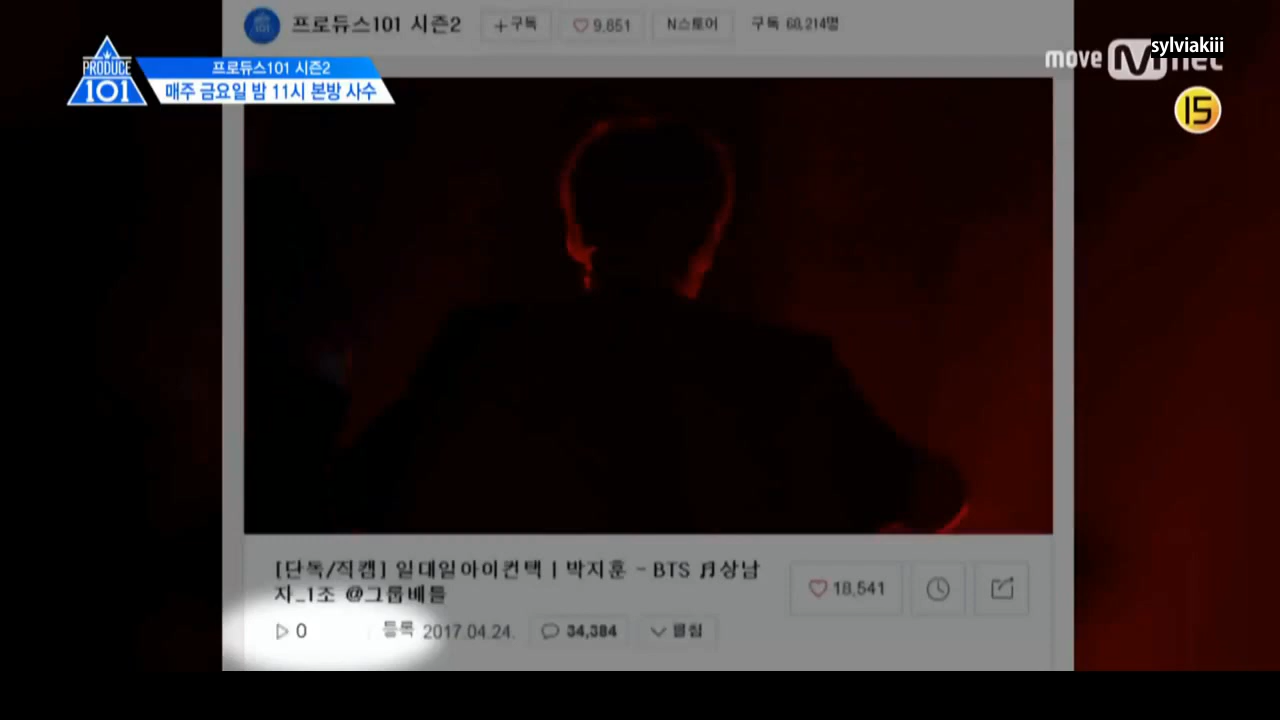 프로듀스101 시즌2 +구독 ♡ 9,851 N스토어 구독 68,214명
PRODUCE 101
프로듀스101 시즌2
매주 금요일 밤 11시 본방 사수
move Mnet
sylviakiii
15
[단독/직캠] 일대일아이컨택 | 박지훈 - BTS ♬상남
자_1조 @그룹배틀
♡ 18,541
▷ 0 등록 2017.04.24. 34,384 펼침